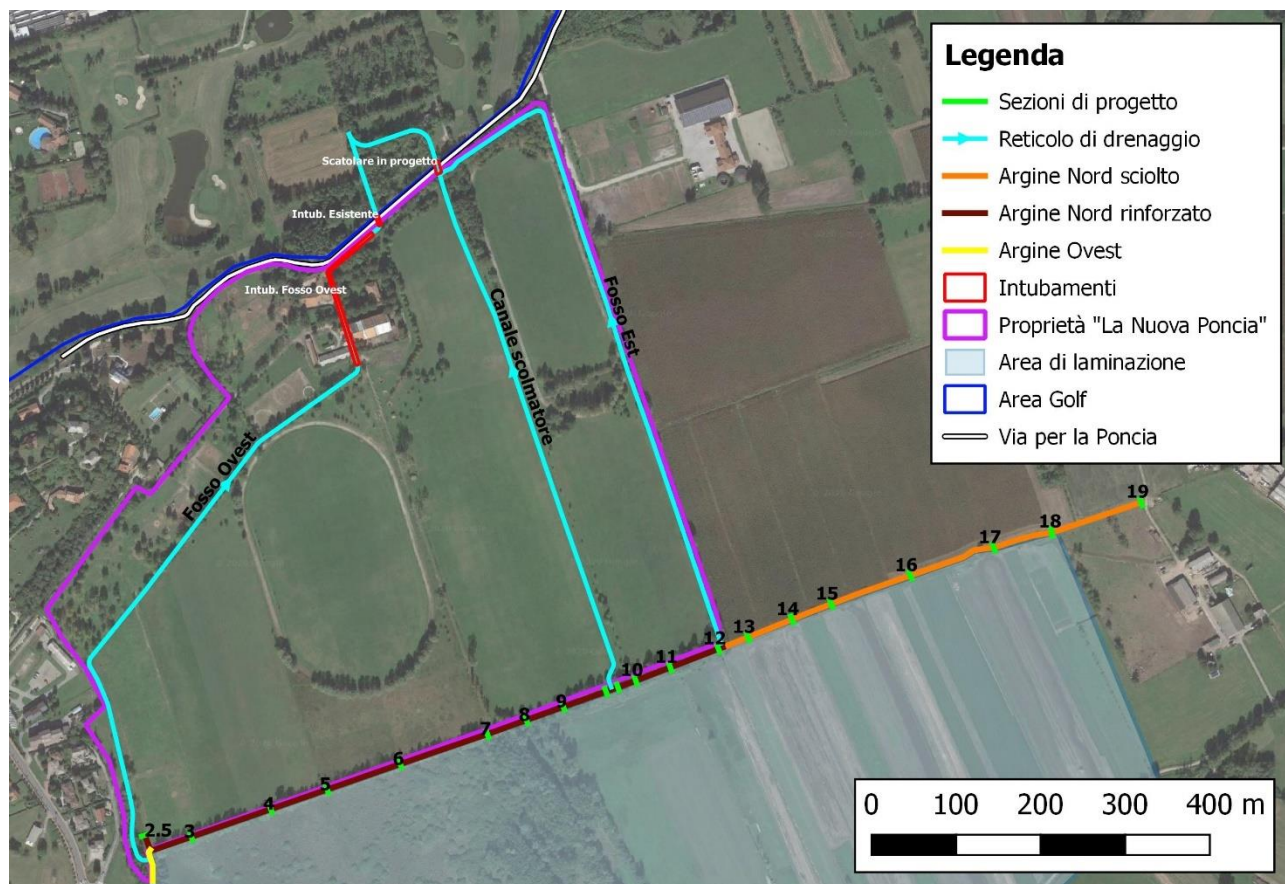 Legenda
Sezioni di progetto
Reticolo di drenaggio
Argine Nord sciolto
Argine Nord rinforzato
Argine Ovest
Intubamenti
Proprietà "La Nuova Poncia"
Area di laminazione
Area Golf
Via per la Poncia
Scatolare in progetto
Intub. Esistente
Intub. Fosso Ovest
Fosso Ovest
Canale scolmatore
Fosso Est
2.5
3
4
5
6
7
8
9
10
11
12
13
14
15
16
17
18
19
0 100 200 300 400 m